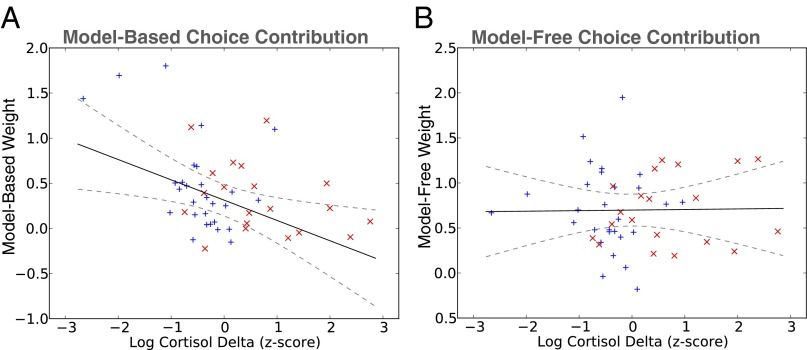 A
Model-Based Choice Contribution
2.0
1.5
1.0
0.5
0.0
−0.5
−1.0
Model-Based Weight
−3 −2 −1 0 1 2 3
Log Cortisol Delta (z-score)
B
Model-Free Choice Contribution
2.5
2.0
1.5
1.0
0.5
0.0
0.5
Model-Free Weight
−3 −2 −1 0 1 2 3
Log Cortisol Delta (z-score)